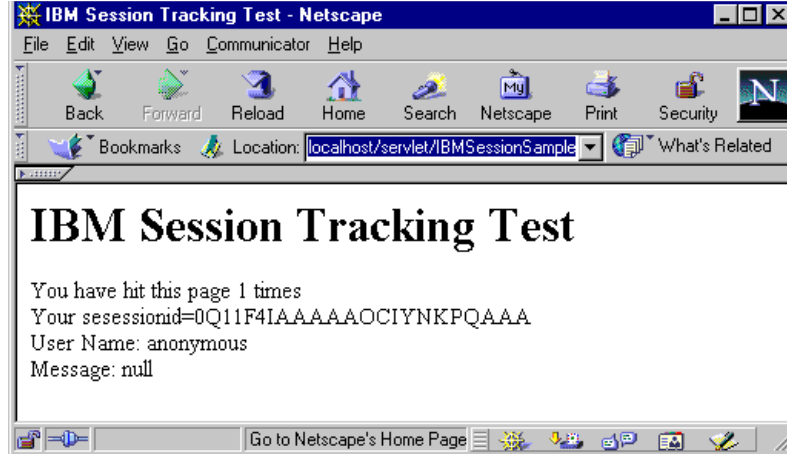 IBM Session Tracking Test - Netscape
File Edit View Go Communicator Help
Back Forward Reload Home Search Netscape Print Security
My
N
Bookmarks Location: localhost/servlet/IBMSessionSample What's Related
IBM Session Tracking Test
You have hit this page 1 times
Your sesessionid=0Q11F4IAAAAAOCIYNKPQAAA
User Name: anonymous
Message: null
Go to Netscape's Home Page